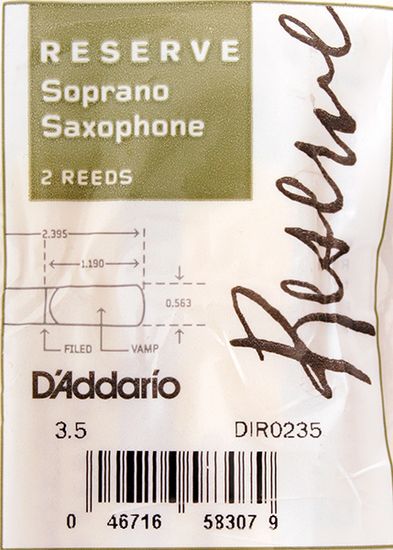 RESERVE
Soprano
Saxophone
2 REEDS
Reserve
2.395
1.190
0.563
FILED
VAMP
D'Addario
3.5
DIR0235
0 46716 58307 9